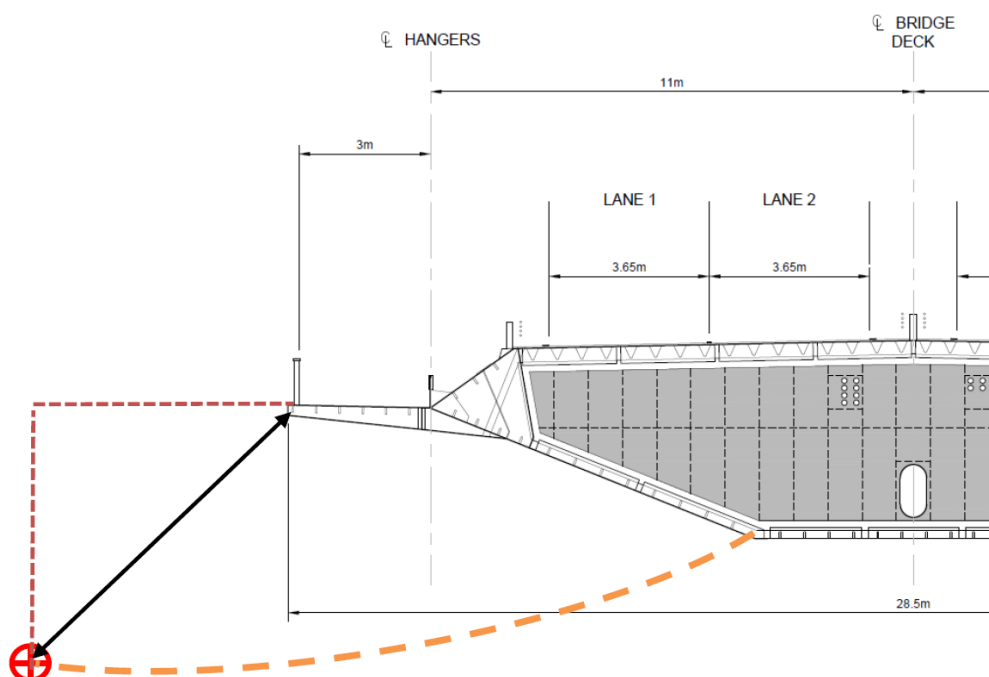 ℄ HANGERS
℄ BRIDGE
DECK
11m
3m
LANE 1
LANE 2
3.65m
3.65m
28.5m